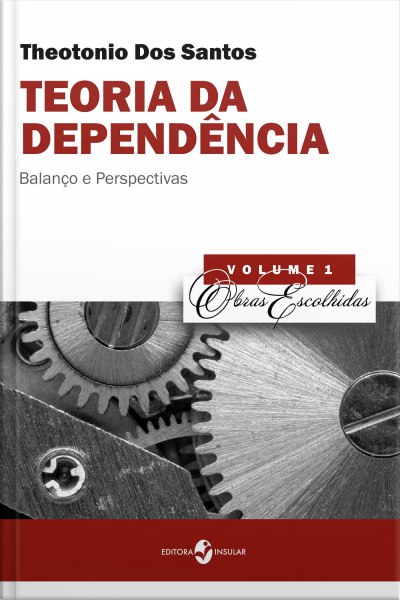 Theotonio Dos Santos
TEORIA DA
DEPENDÊNCIA
Balanço e Perspectivas
VOLUME 1
Obras Escolhidas
EDITORA INSULAR